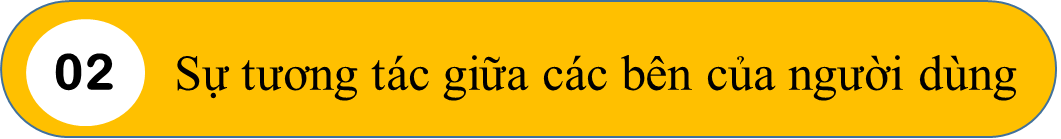 02 Sự tương tác giữa các bên của người dùng